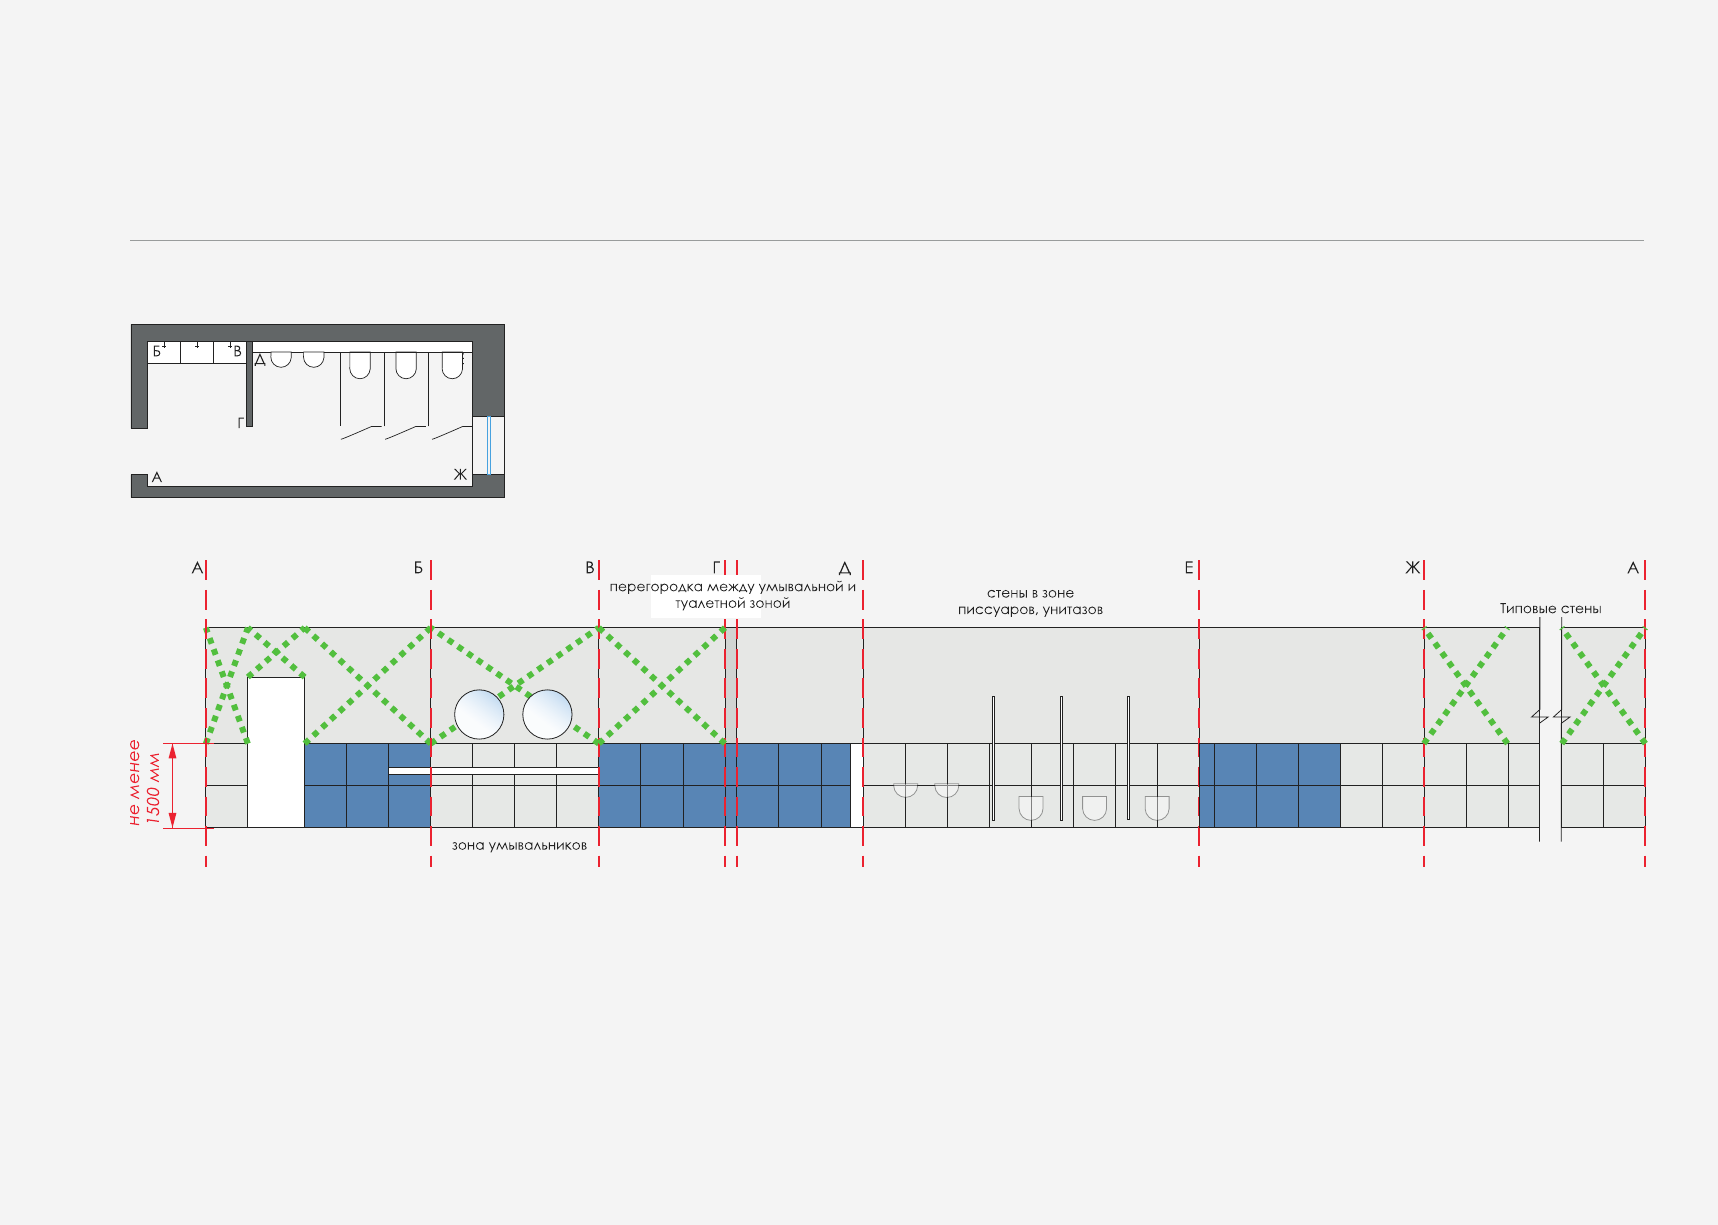 Б
В
Д
Г
А
Ж
А
Б
В
Г
Д
Е
Ж
А
перегородка между умывальной и
туалетной зоной
стены в зоне
писсуаров, унитазов
Типовые стены
не менее
1500 мм
зона умывальников